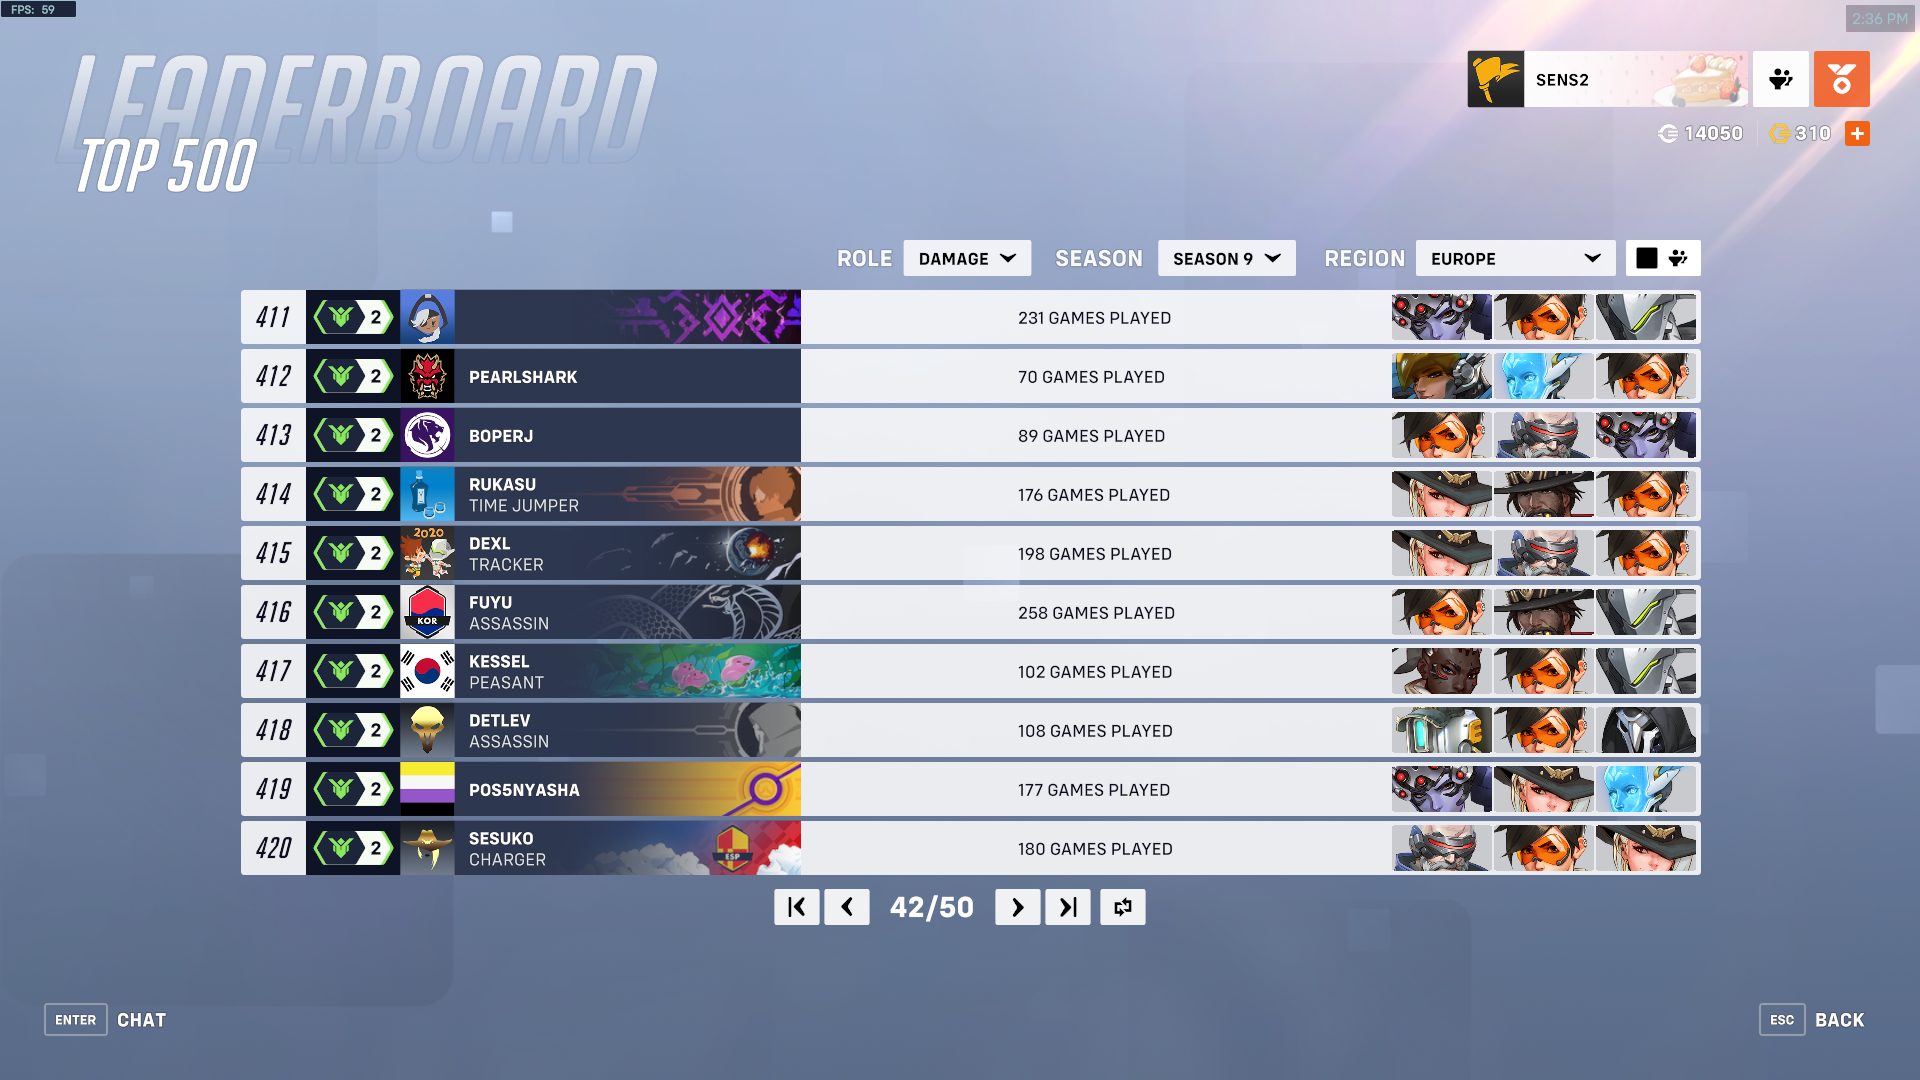 FPS: 59
2:36 PM
LEADERBOARD
TOP 500
SENS2
14050
310
ROLE DAMAGE SEASON SEASON 9 REGION EUROPE
411 2 231 GAMES PLAYED
412 2 PEARLSHARK 70 GAMES PLAYED
413 2 BOPERJ 89 GAMES PLAYED
414 2 RUKASU 176 GAMES PLAYED
TIME JUMPER
415 2 2020 DEXL 198 GAMES PLAYED
TRACKER
416 2 KOR FUYU 258 GAMES PLAYED
ASSASSIN
417 2 KESSEL 102 GAMES PLAYED
PEASANT
418 2 DETLEV 108 GAMES PLAYED
ASSASSIN
419 2 POS5NYASHA 177 GAMES PLAYED
420 2 SESUKO ESP 180 GAMES PLAYED
CHARGER
42/50
ENTER CHAT
ESC BACK